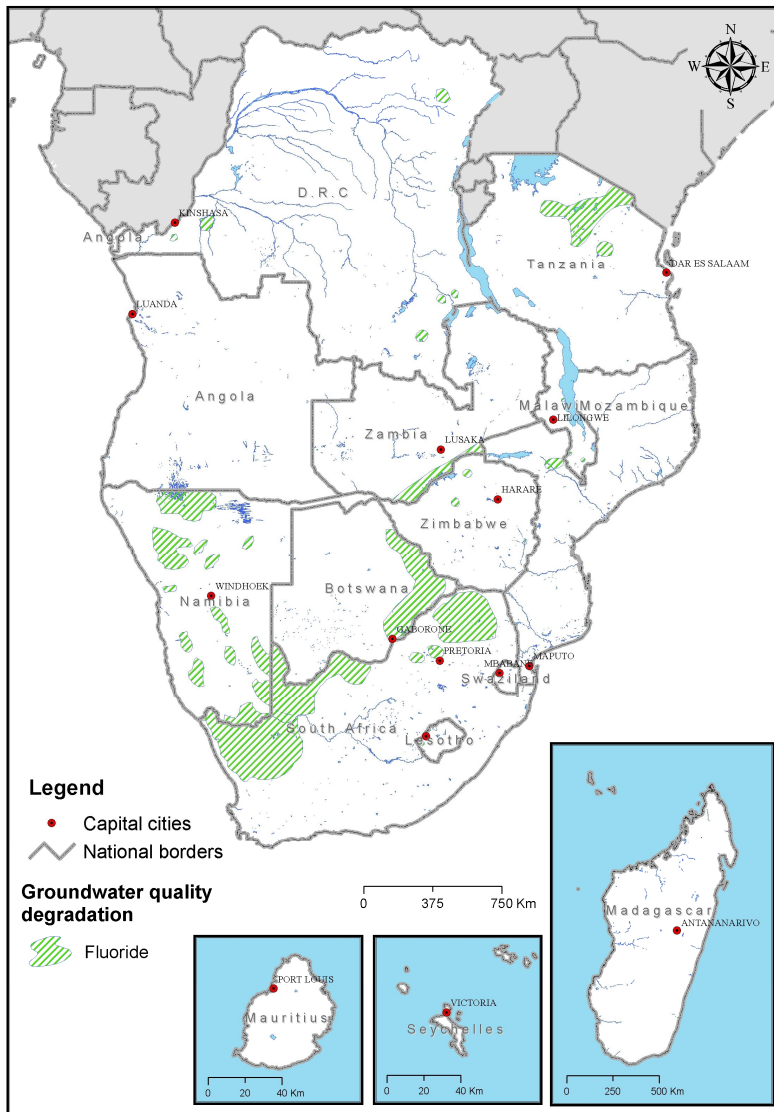 N
W E
S
D.R.C
KINSHASA
Angola
Tanzania
DAR ES SALAAM
LUANDA
Angola
Malawi
Mozambique
LILONGWE
Zambia
LUSAKA
HARARE
Zimbabwe
Botswana
WINDHOEK
Namibia
GABORONE
PRETORIA
MBABANE
MAPUTO
Swaziland
South Africa
Lesotho
Legend
Capital cities
National borders
Groundwater quality
degradation
Fluoride
0 375 750 Km
Madagascar
ANTANANARIVO
0 250 500 Km
PORT LOUIS
Mauritius
0 20 40 Km
VICTORIA
Seychelles
0 20 40 Km